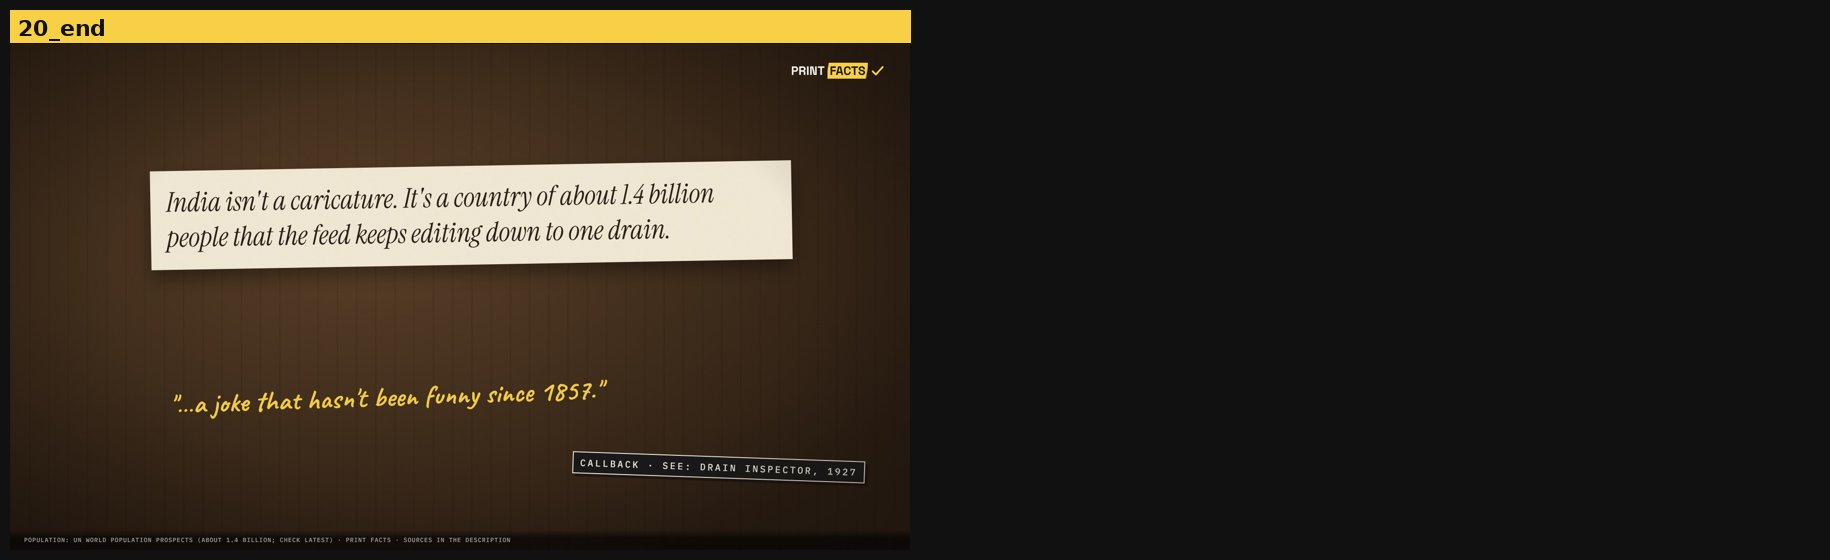 20_end
PRINT FACTS
India isn't a caricature. It's a country of about 1.4 billion
people that the feed keeps editing down to one drain.
"...a joke that hasn't been funny since 1857."
CALLBACK · SEE: DRAIN INSPECTOR, 1927
POPULATION: UN WORLD POPULATION PROSPECTS (ABOUT 1.4 BILLION; CHECK LATEST) · PRINT FACTS · SOURCES IN THE DESCRIPTION